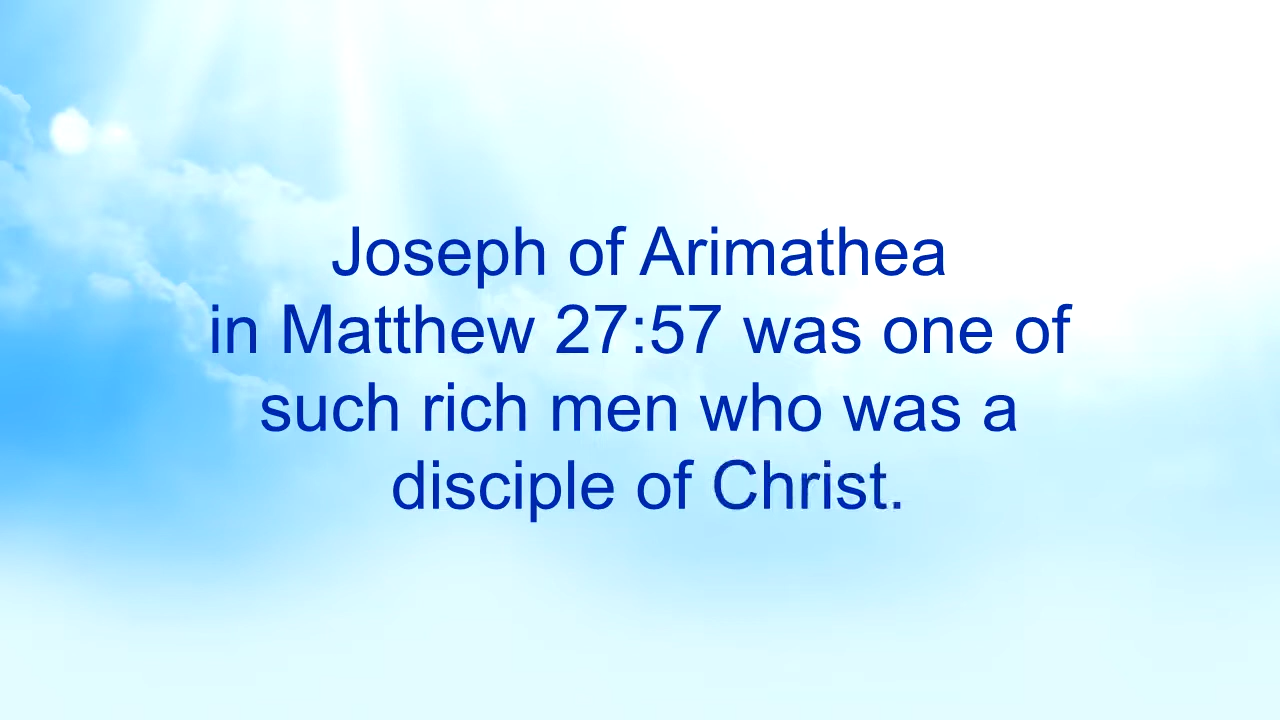 Joseph of Arimathea
in Matthew 27:57 was one of
such rich men who was a
disciple of Christ.